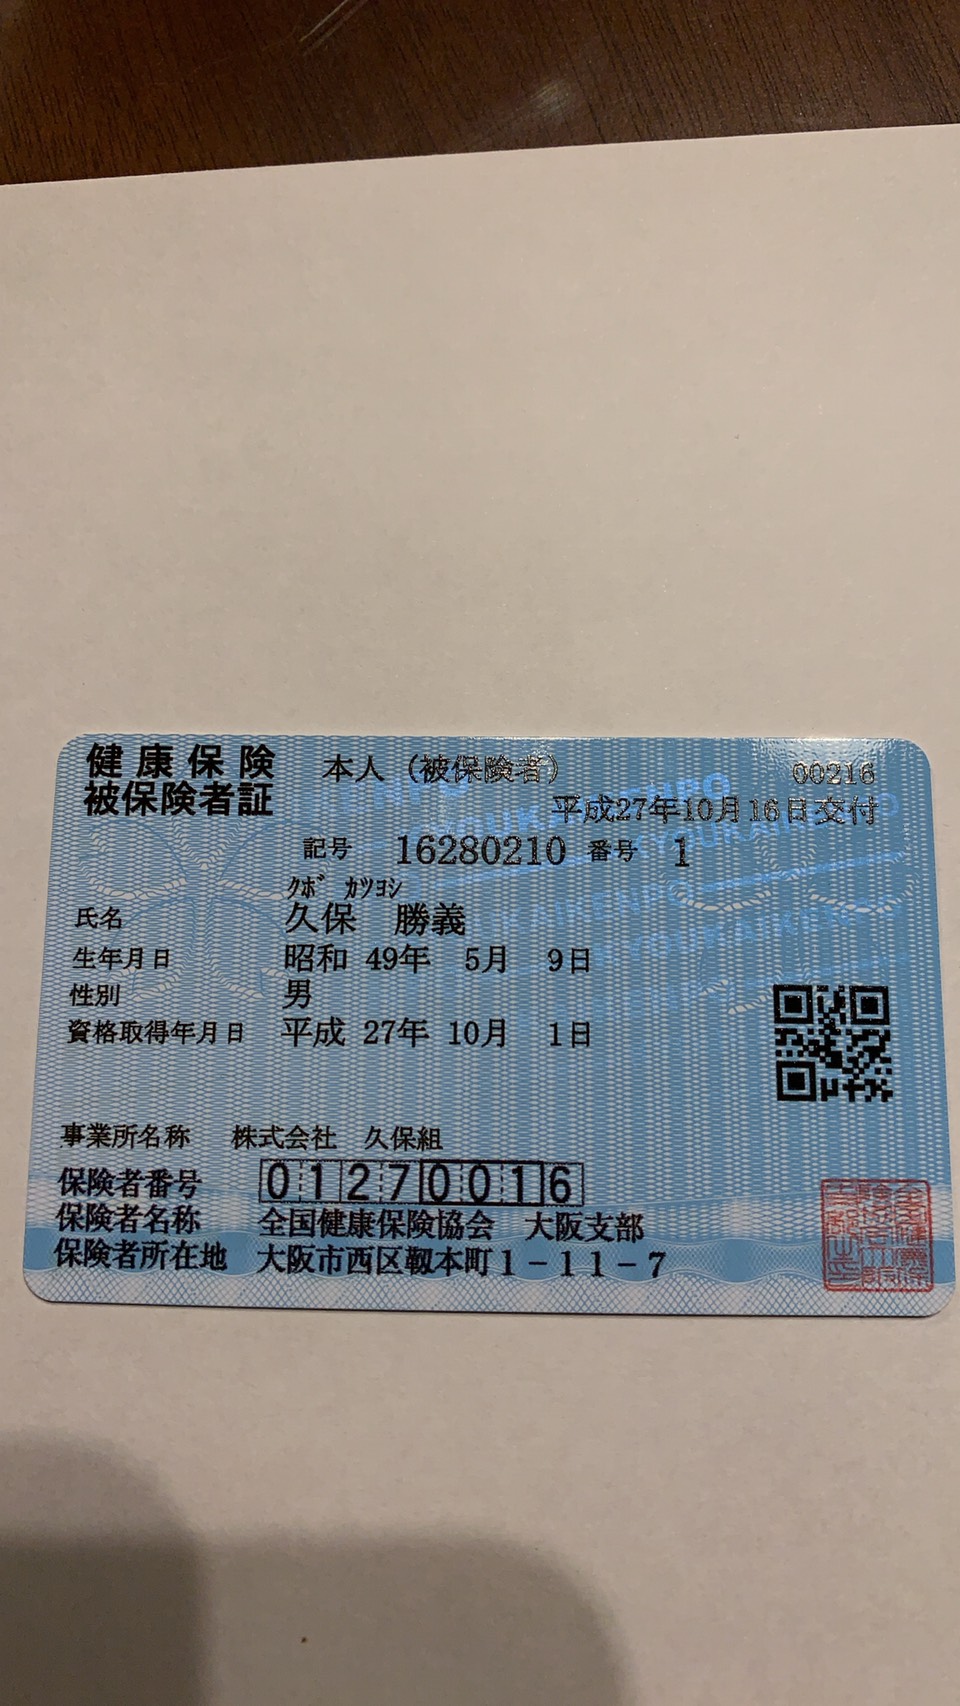 健康保険 本人（被保険者） 00216
被保険者証 平成27年10月16日交付
記号 16280210 番号 1
ｸﾎﾞ ｶﾂﾖｼ
氏名 久保 勝義
生年月日 昭和 49年 5月 9日
性別 男
資格取得年月日 平成 27年 10月 1日
事業所名称 株式会社 久保組
保険者番号 01270016
保険者名称 全国健康保険協会 大阪支部
保険者所在地 大阪市西区靱本町1－11－7